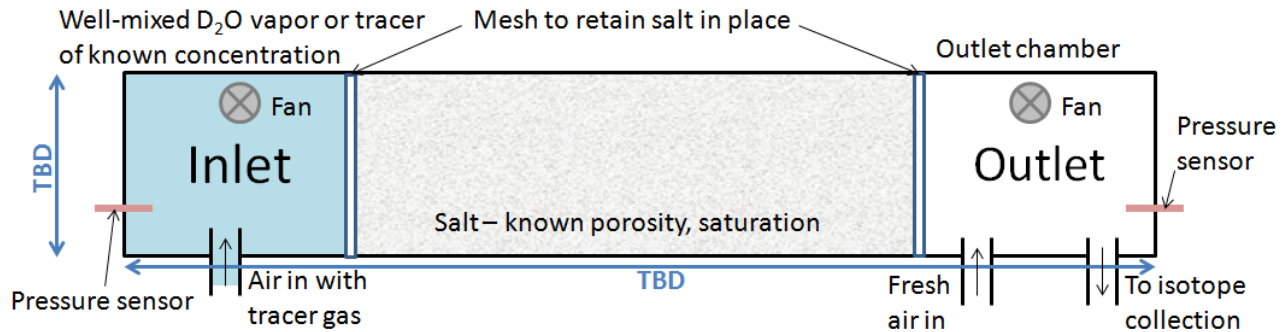 Well-mixed D₂O vapor or tracer
of known concentration
Mesh to retain salt in place
Outlet chamber
Fan
Fan
Inlet
Outlet
Pressure
sensor
TBD
Salt – known porosity, saturation
TBD
Pressure sensor
Air in with
tracer gas
Fresh
air in
To isotope
collection